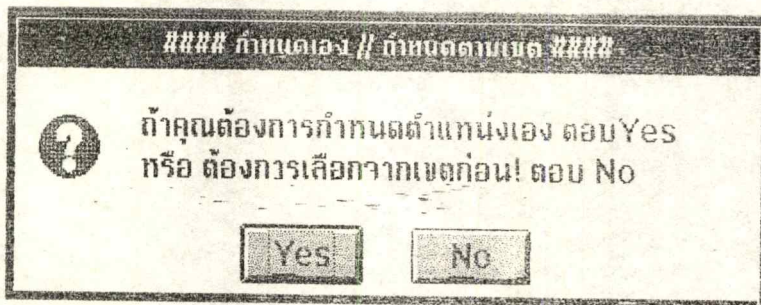 #### กำหนดเอง // กำหนดตามเขต ####
ถ้าคุณต้องการกำหนดตำแหน่งเอง ตอบYes
หรือ ต้องการเลือกจากเขตก่อน! ตอบ No
Yes
No